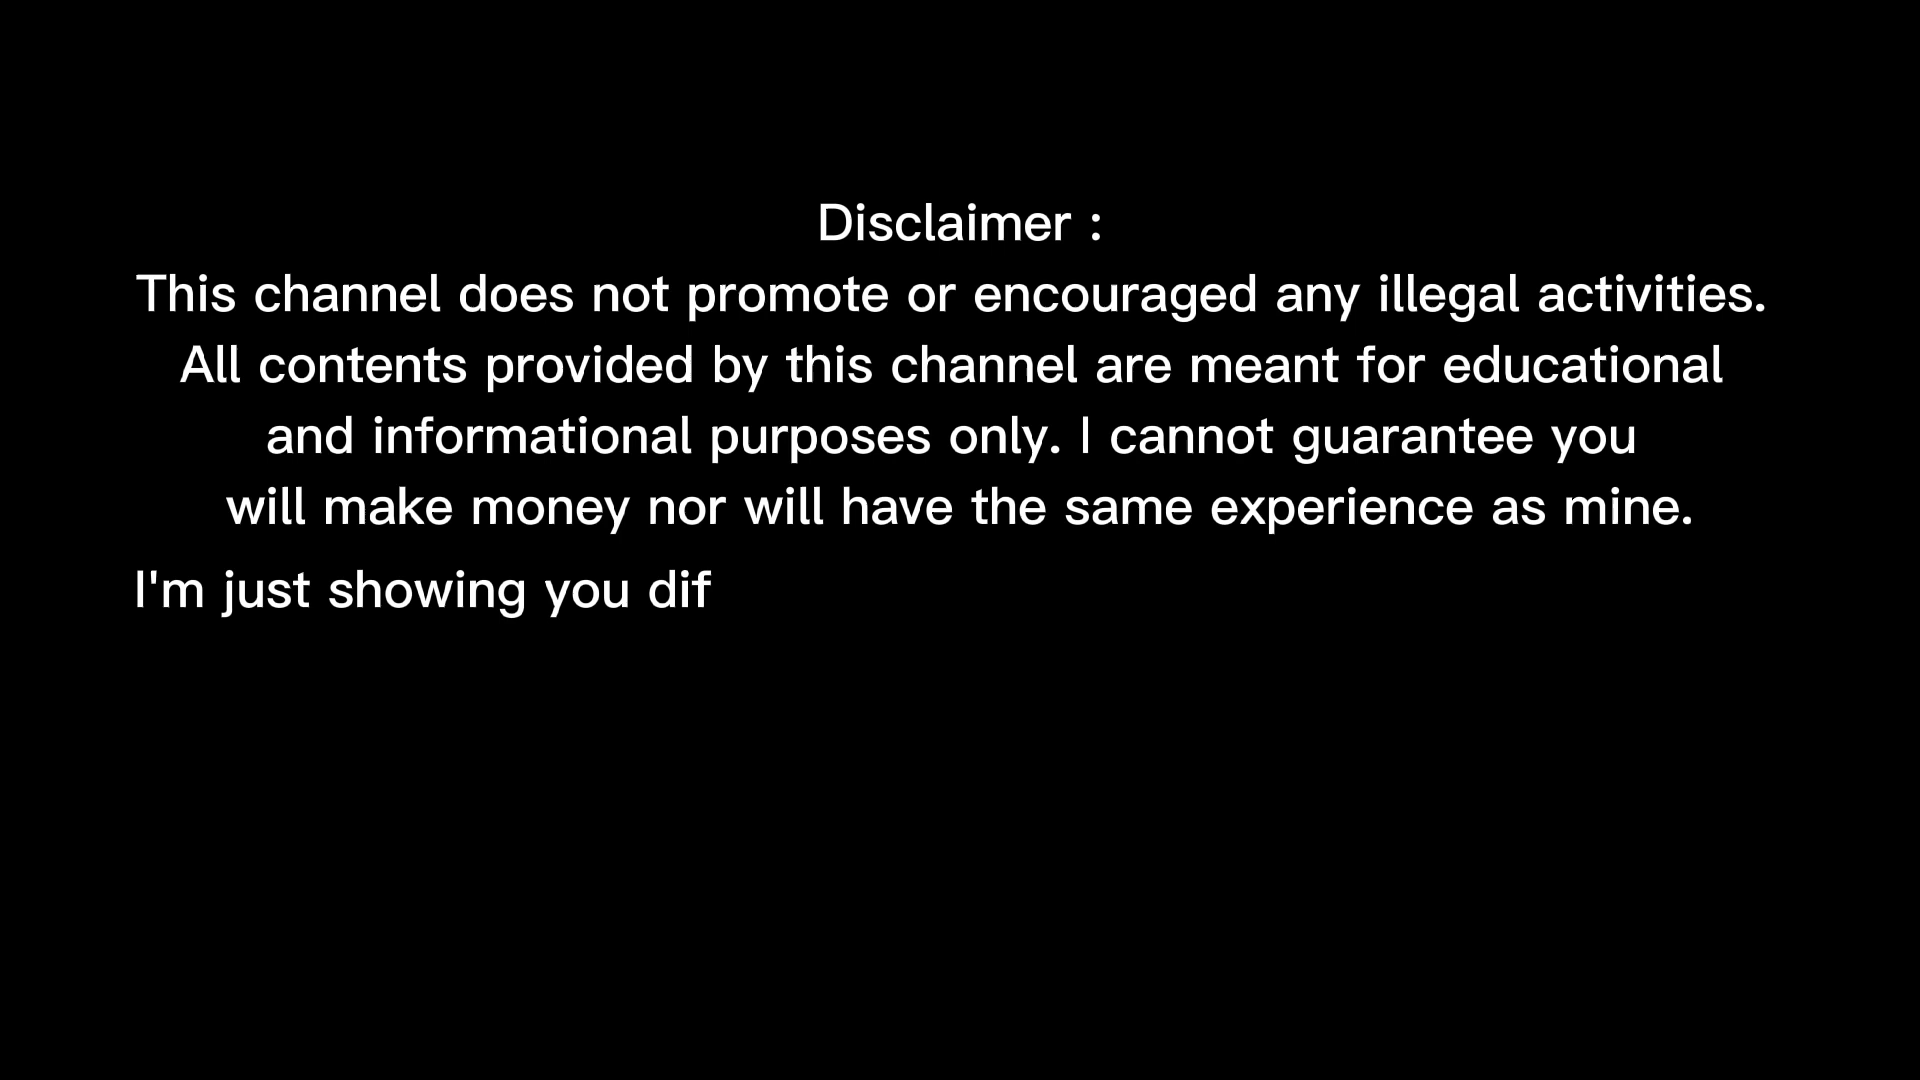 Disclaimer :
This channel does not promote or encouraged any illegal activities.
All contents provided by this channel are meant for educational
and informational purposes only. I cannot guarantee you
will make money nor will have the same experience as mine.
I'm just showing you dif